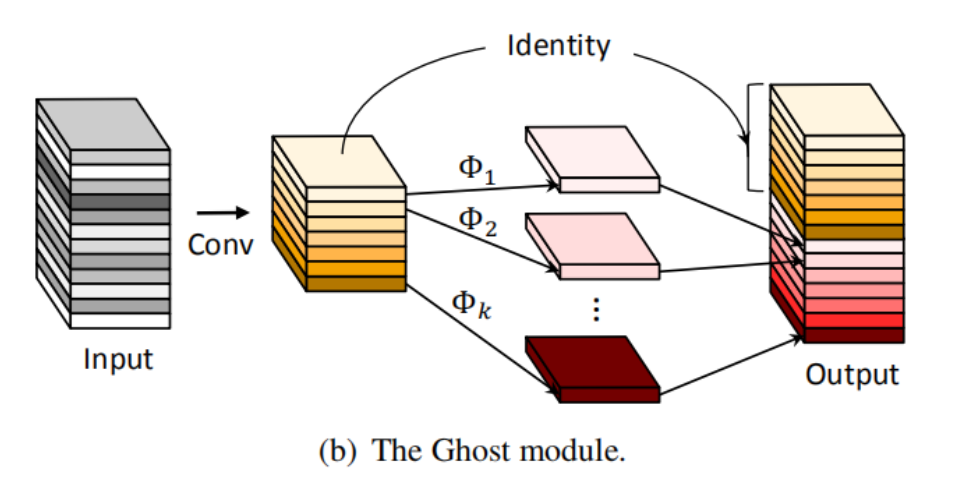 Identity
Φ1
Φ2
Conv
Φk
⋮
Input
Output
(b) The Ghost module.